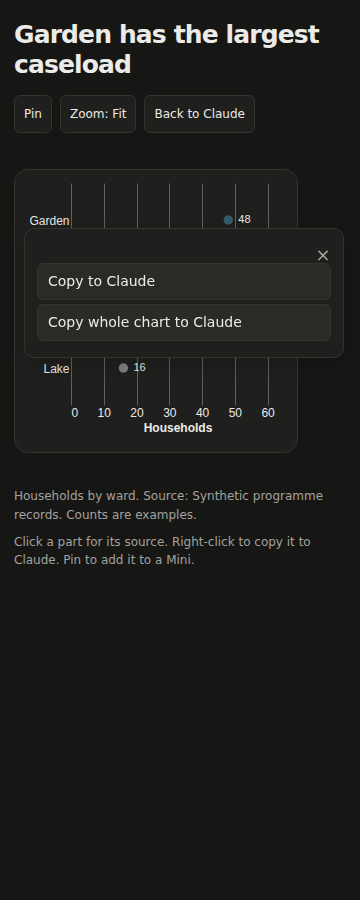 Garden has the largest
caseload
Pin
Zoom: Fit
Back to Claude
Garden
48
×
Copy to Claude
Copy whole chart to Claude
Lake
16
0 10 20 30 40 50 60
Households
Households by ward. Source: Synthetic programme
records. Counts are examples.
Click a part for its source. Right-click to copy it to
Claude. Pin to add it to a Mini.